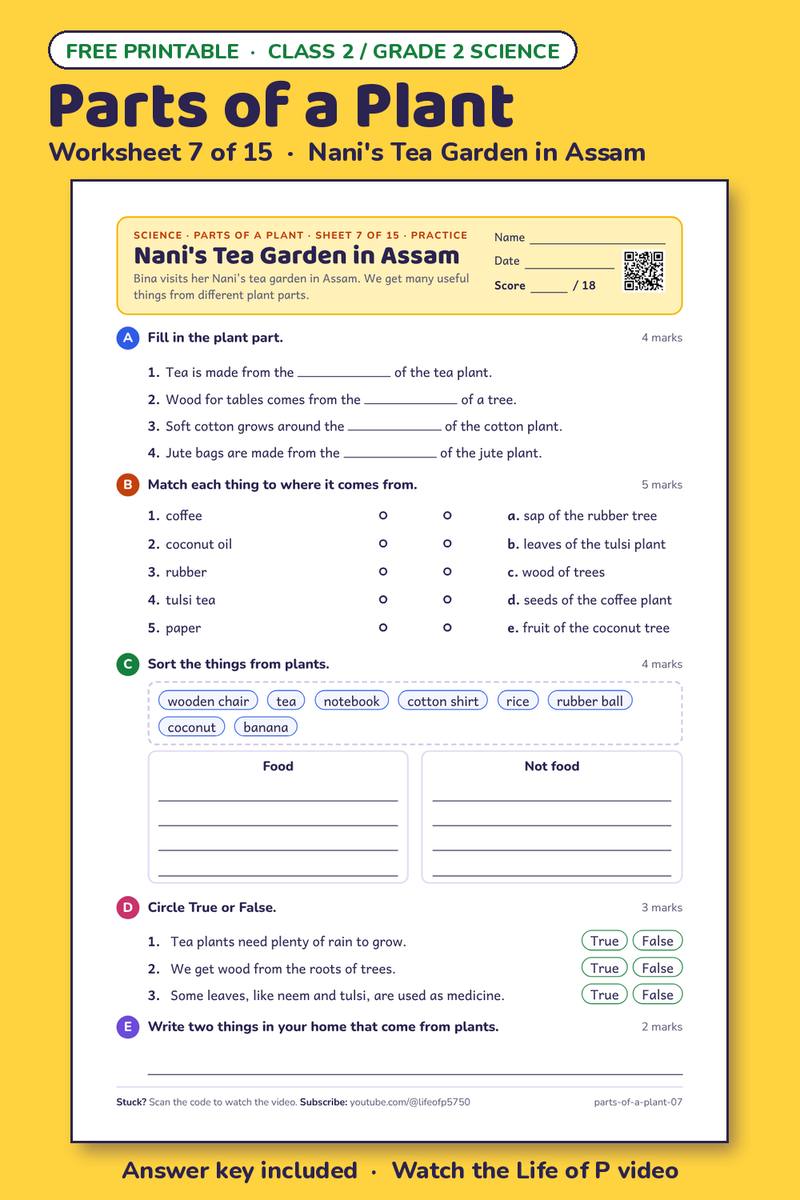 FREE PRINTABLE · CLASS 2 / GRADE 2 SCIENCE
Parts of a Plant
Worksheet 7 of 15 · Nani's Tea Garden in Assam
SCIENCE · PARTS OF A PLANT · SHEET 7 OF 15 · PRACTICE
Nani's Tea Garden in Assam
Bina visits her Nani's tea garden in Assam. We get many useful
things from different plant parts.
Name ____
Date ____
Score ____ / 18
A Fill in the plant part. 4 marks
1. Tea is made from the ____ of the tea plant.
2. Wood for tables comes from the ____ of a tree.
3. Soft cotton grows around the ____ of the cotton plant.
4. Jute bags are made from the ____ of the jute plant.
B Match each thing to where it comes from. 5 marks
1. coffee a. sap of the rubber tree
2. coconut oil b. leaves of the tulsi plant
3. rubber c. wood of trees
4. tulsi tea d. seeds of the coffee plant
5. paper e. fruit of the coconut tree
C Sort the things from plants. 4 marks
wooden chair tea notebook cotton shirt rice rubber ball
coconut banana
Food Not food
D Circle True or False. 3 marks
1. Tea plants need plenty of rain to grow. True False
2. We get wood from the roots of trees. True False
3. Some leaves, like neem and tulsi, are used as medicine. True False
E Write two things in your home that come from plants. 2 marks
Stuck? Scan the code to watch the video. Subscribe: youtube.com/@lifeofp5750 parts-of-a-plant-07
Answer key included · Watch the Life of P video